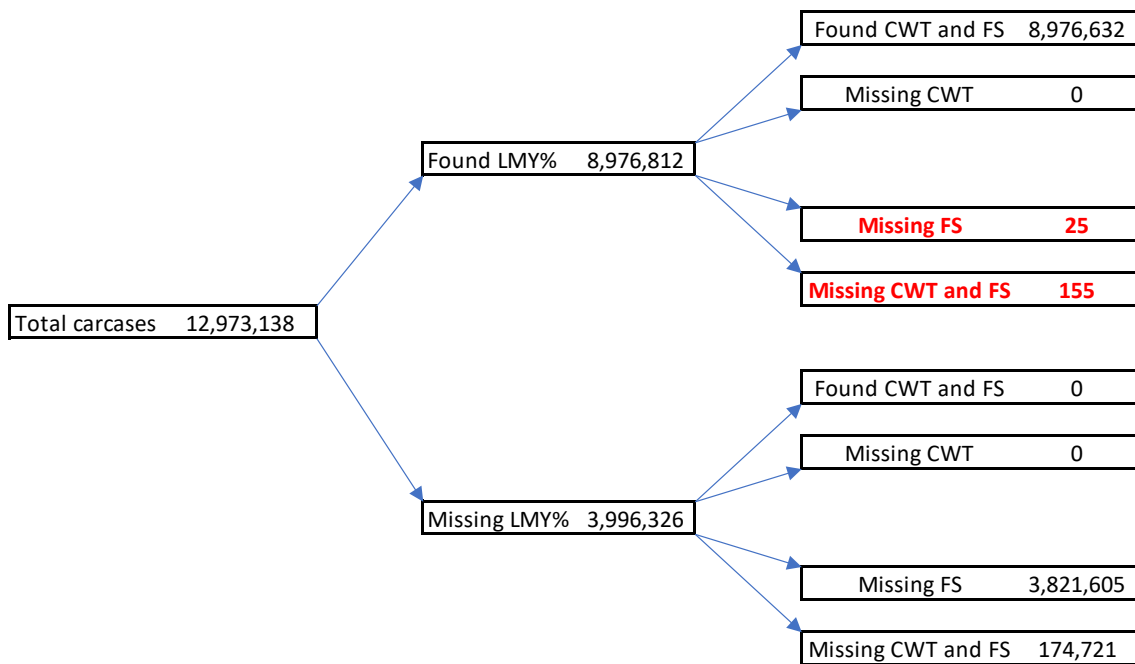 Found CWT and FS 8,976,632
Missing CWT 0
Found LMY% 8,976,812
Missing FS 25
Missing CWT and FS 155
Total carcases 12,973,138
Found CWT and FS 0
Missing CWT 0
Missing LMY% 3,996,326
Missing FS 3,821,605
Missing CWT and FS 174,721